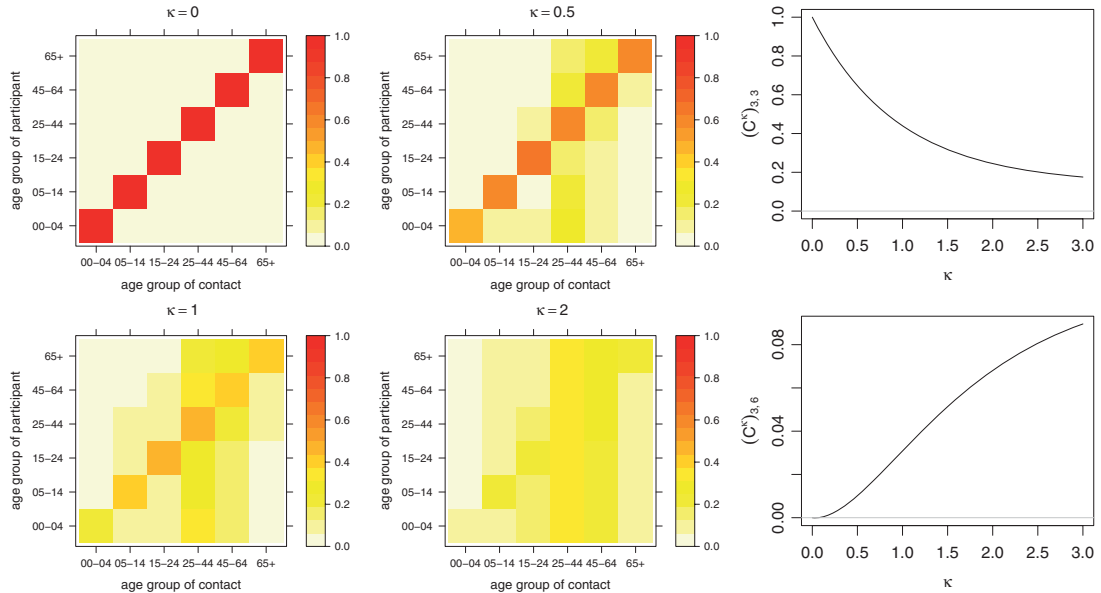 κ = 0
age group of participant
65+
45−64
25−44
15−24
05−14
00−04
00−04 05−14 15−24 25−44 45−64 65+
age group of contact
1.0
0.8
0.6
0.4
0.2
0.0
κ = 0.5
age group of participant
65+
45−64
25−44
15−24
05−14
00−04
00−04 05−14 15−24 25−44 45−64 65+
age group of contact
1.0
0.8
0.6
0.4
0.2
0.0
(C^κ)_{3,3}
1.0
0.8
0.6
0.4
0.2
0.0
0.0 0.5 1.0 1.5 2.0 2.5 3.0
κ
κ = 1
age group of participant
65+
45−64
25−44
15−24
05−14
00−04
00−04 05−14 15−24 25−44 45−64 65+
age group of contact
1.0
0.8
0.6
0.4
0.2
0.0
κ = 2
age group of participant
65+
45−64
25−44
15−24
05−14
00−04
00−04 05−14 15−24 25−44 45−64 65+
age group of contact
1.0
0.8
0.6
0.4
0.2
0.0
(C^κ)_{3,6}
0.08
0.04
0.00
0.0 0.5 1.0 1.5 2.0 2.5 3.0
κ